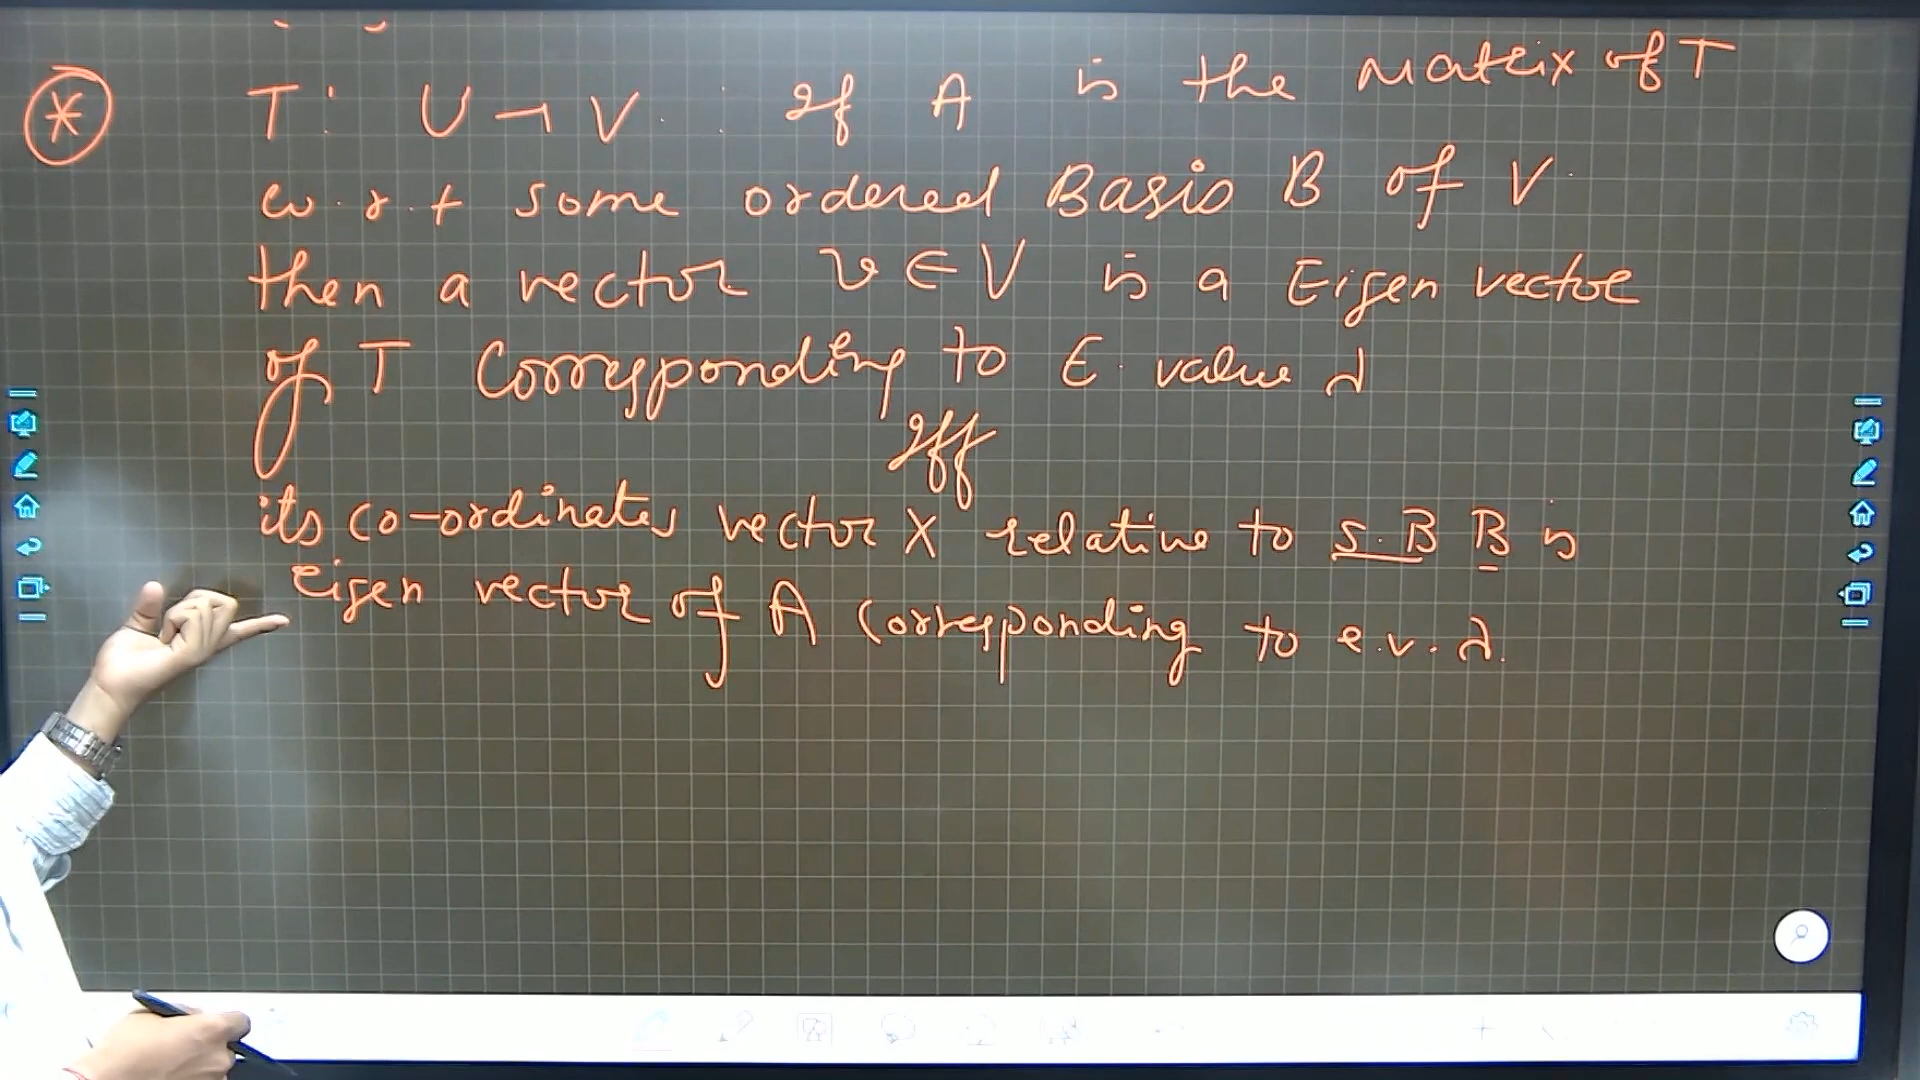 * T: U → V : If A is the Matrix of T
w.r.t some ordered Basis B of V.
then a vector v ∈ V is a Eigen vector
of T Corresponding to E. value λ
Iff
its co-ordinates vector X relative to S.B B is
Eigen vector of A Corresponding to e.v. λ.